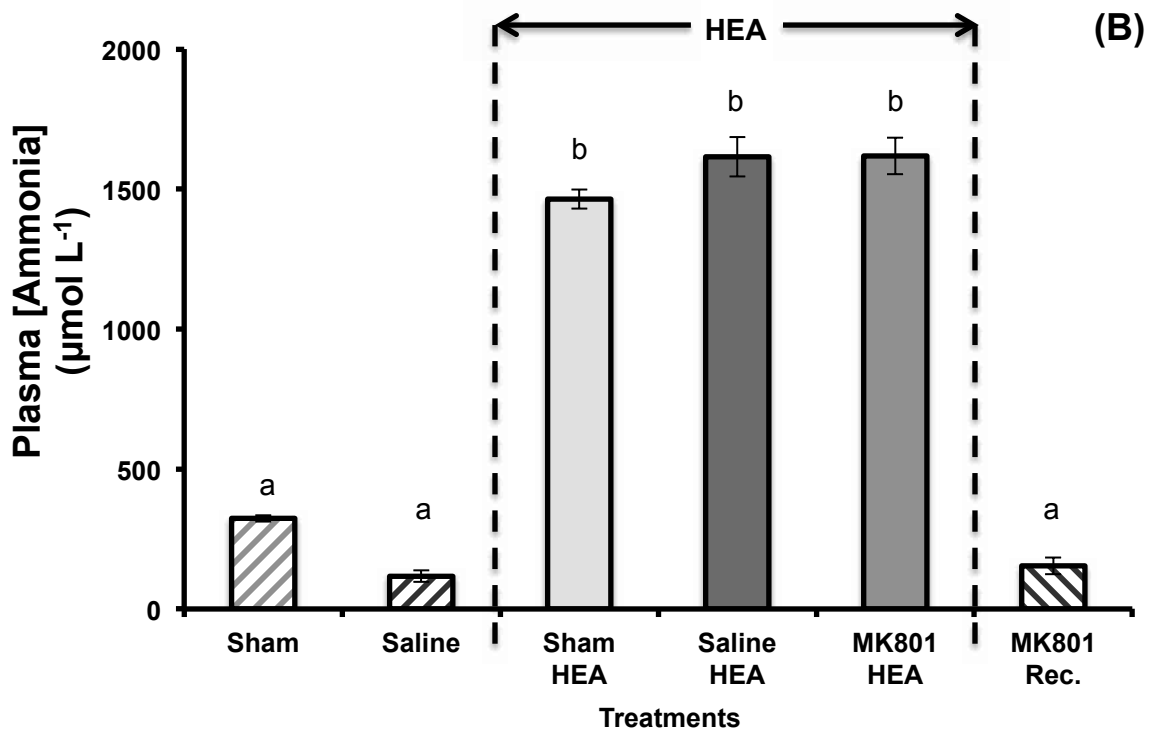 HEA
(B)
Plasma [Ammonia]
(µmol L⁻¹)
2000
1500
1000
500
0
a
a
b
b
b
a
Sham
Saline
Sham
HEA
Saline
HEA
MK801
HEA
MK801
Rec.
Treatments